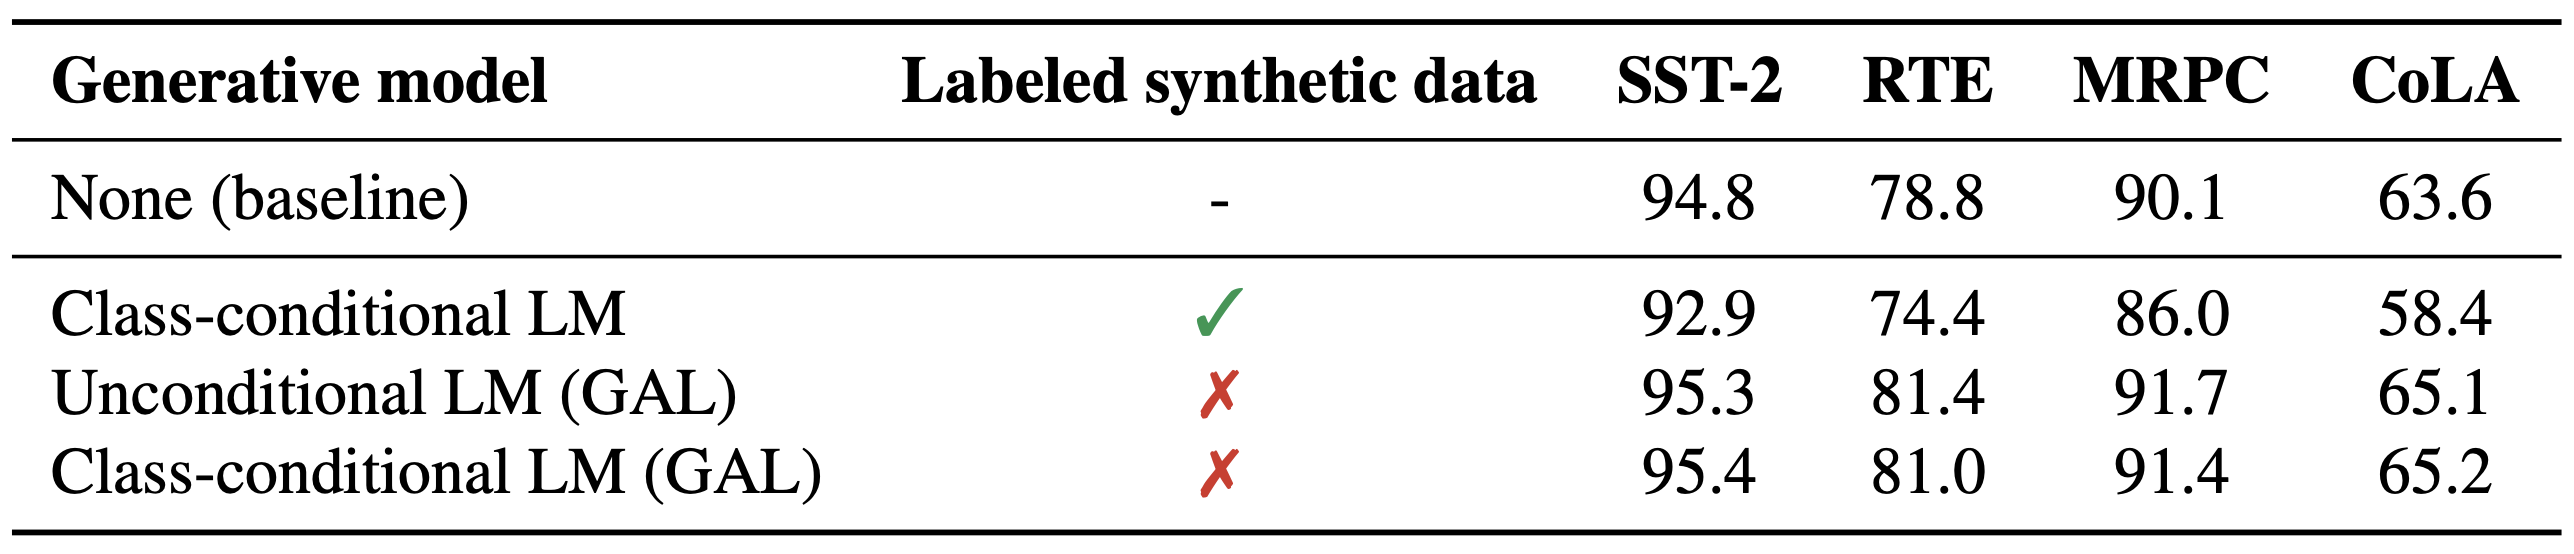 Generative model Labeled synthetic data SST-2 RTE MRPC CoLA
None (baseline) - 94.8 78.8 90.1 63.6
Class-conditional LM ✓ 92.9 74.4 86.0 58.4
Unconditional LM (GAL) ✗ 95.3 81.4 91.7 65.1
Class-conditional LM (GAL) ✗ 95.4 81.0 91.4 65.2